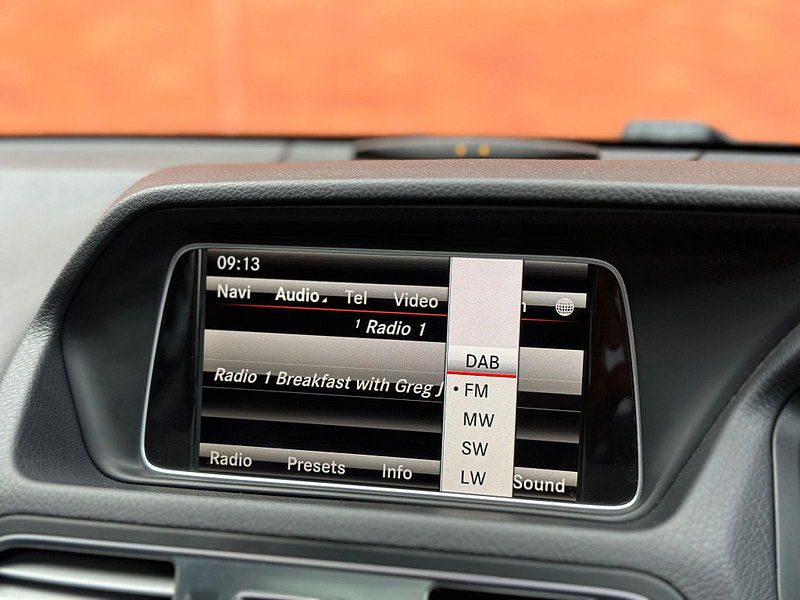 09:13
Navi Audio Tel Video
1 Radio 1
Radio 1 Breakfast with Greg J
DAB
• FM
MW
SW
LW
Radio Presets Info Sound